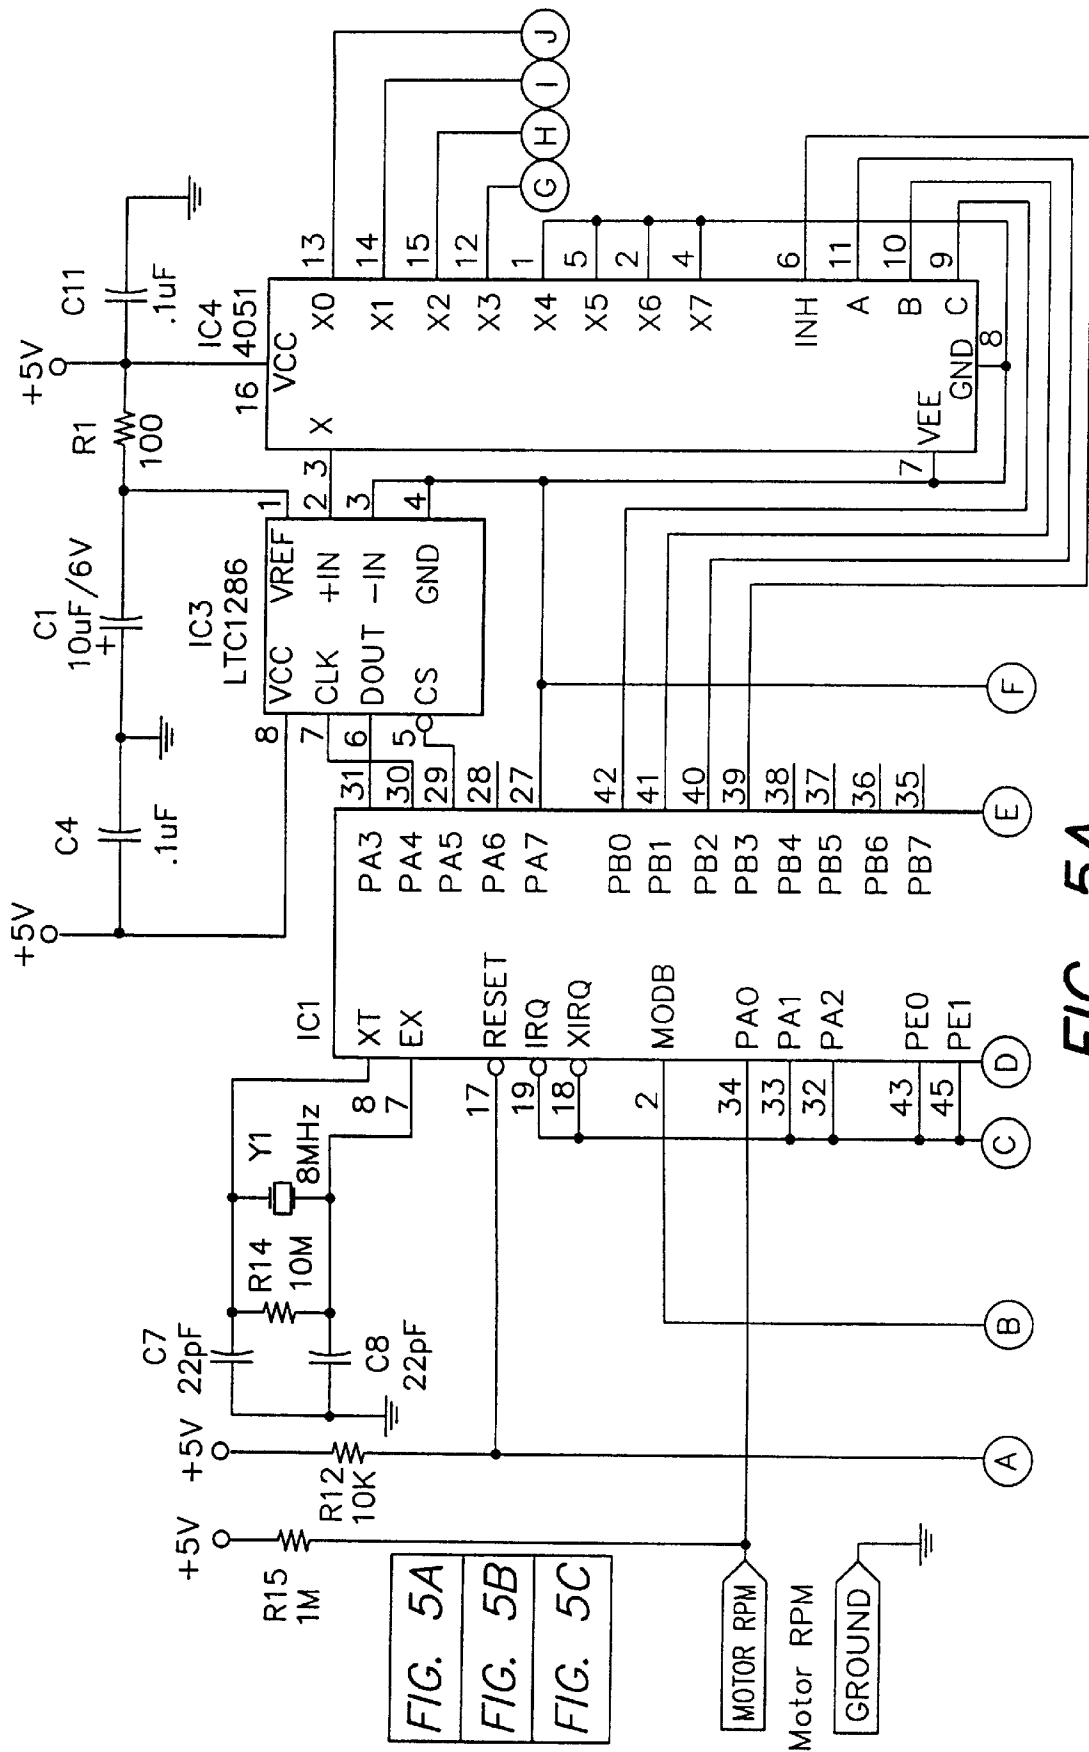 +5V
+5V
C4
.1uF
C1
10uF/6V
+
R1
100
C11
.1uF
IC3
LTC1286
8 VCC
7 CLK
6 DOUT
5 CS
VREF 1
+IN 2
-IN 3
GND 4
IC4
4051
16
VCC
3 X
X0 13
X1 14
X2 15
X3 12
X4 1
X5 5
X6 2
X7 4
INH 6
A 11
B 10
C 9
7 VEE
GND 8
J
I
H
G
+5V
+5V
R15
1M
R12
10K
C7
22pF
C8
22pF
R14
10M
Y1
8MHz
IC1
8 XT
7 EX
17 RESET
19 IRQ
18 XIRQ
2 MODB
34 PA0
33 PA1
32 PA2
43 PE0
45 PE1
PA3 31
PA4 30
PA5 29
PA6 28
PA7 27
PB0 42
PB1 41
PB2 40
PB3 39
PB4 38
PB5 37
PB6 36
PB7 35
FIG. 5A
FIG. 5B
FIG. 5C
MOTOR RPM
Motor RPM
GROUND
A
B
C
D
E
F
FIG. 5A